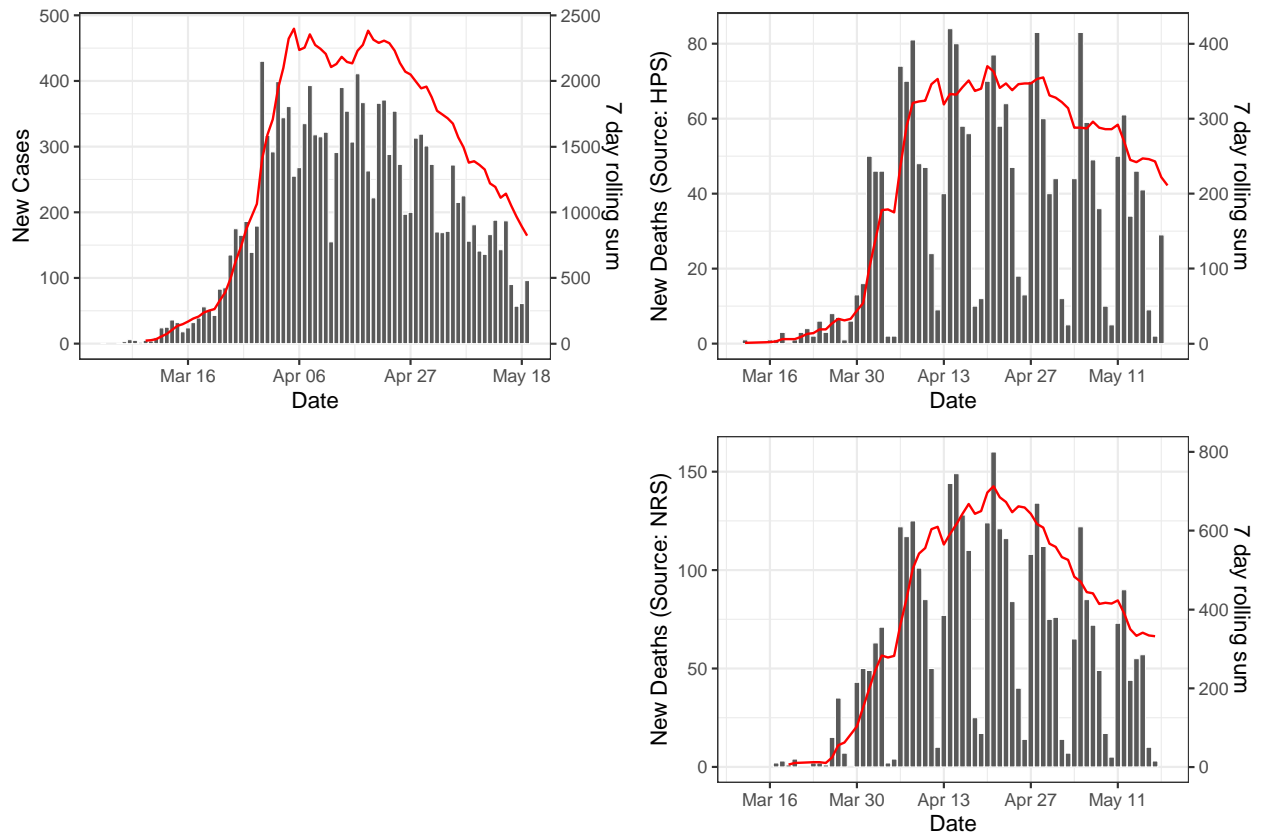 500
400
300
200
100
0
New Cases
2500
2000
1500
1000
500
0
7 day rolling sum
Mar 16
Apr 06
Apr 27
May 18
Date
80
60
40
20
0
New Deaths (Source: HPS)
400
300
200
100
0
7 day rolling sum
Mar 16
Mar 30
Apr 13
Apr 27
May 11
Date
150
100
50
0
New Deaths (Source: NRS)
800
600
400
200
0
7 day rolling sum
Mar 16
Mar 30
Apr 13
Apr 27
May 11
Date